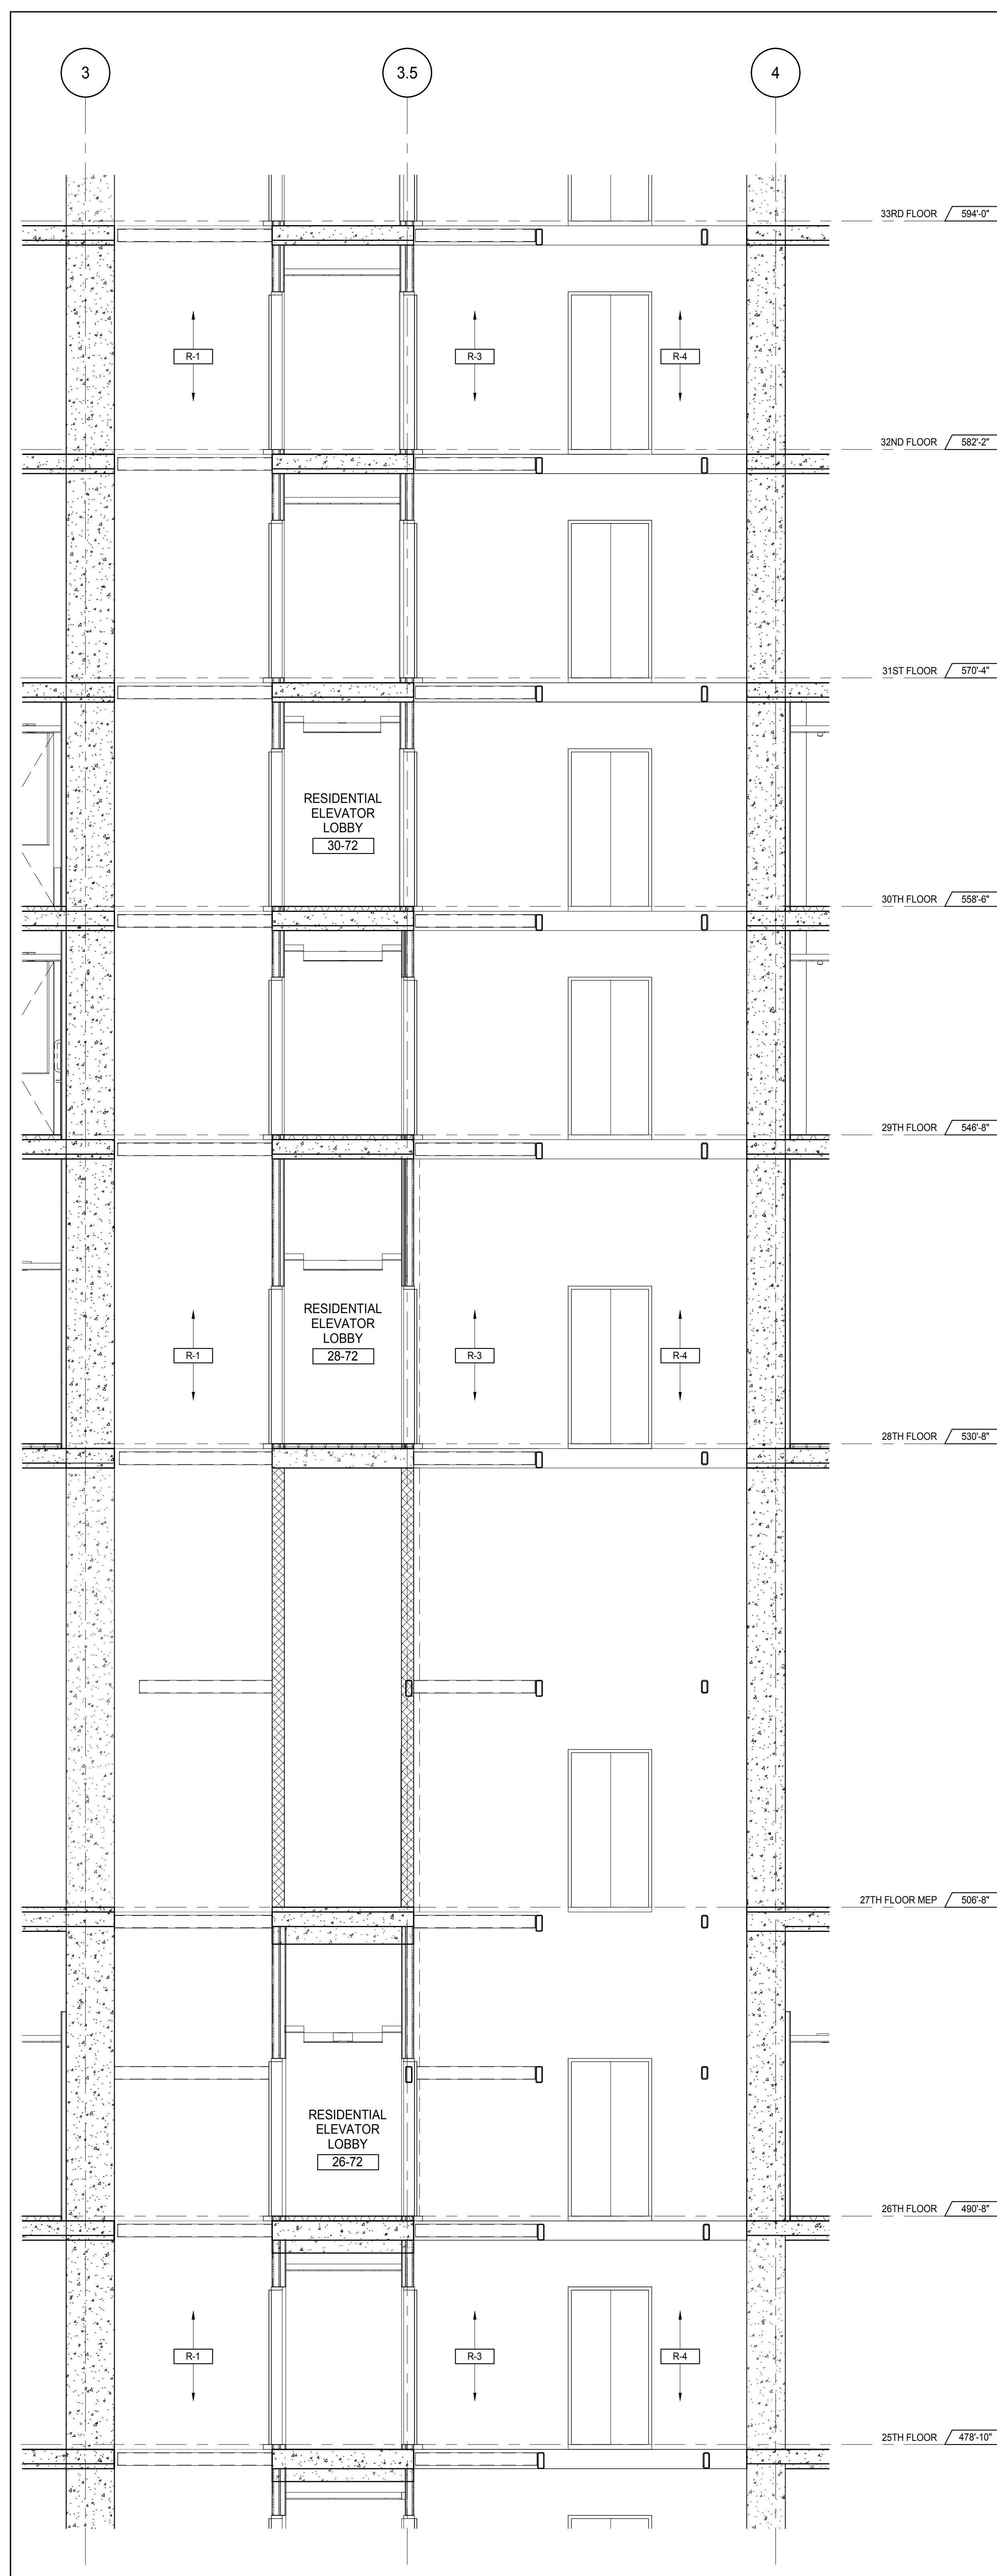 3
3.5
4
33RD FLOOR 594'-0"
R-1
R-3
R-4
32ND FLOOR 582'-2"
31ST FLOOR 570'-4"
RESIDENTIAL
ELEVATOR
LOBBY
30-72
30TH FLOOR 558'-6"
29TH FLOOR 546'-8"
RESIDENTIAL
ELEVATOR
LOBBY
28-72
R-1
R-3
R-4
28TH FLOOR 530'-8"
27TH FLOOR MEP 506'-8"
RESIDENTIAL
ELEVATOR
LOBBY
26-72
26TH FLOOR 490'-8"
R-1
R-3
R-4
25TH FLOOR 478'-10"